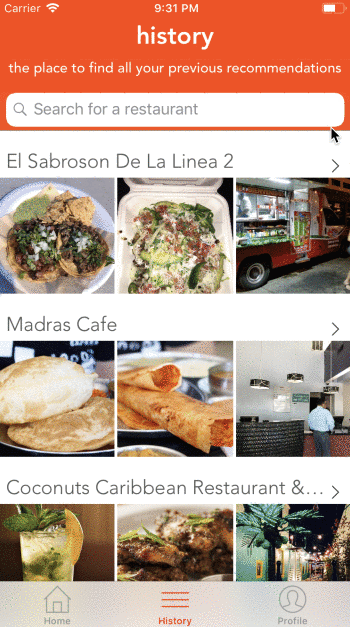 Carrier 9:31 PM
history
the place to find all your previous recommendations
Search for a restaurant
El Sabroson De La Linea 2
Madras Cafe
Coconuts Caribbean Restaurant &...
Home History Profile